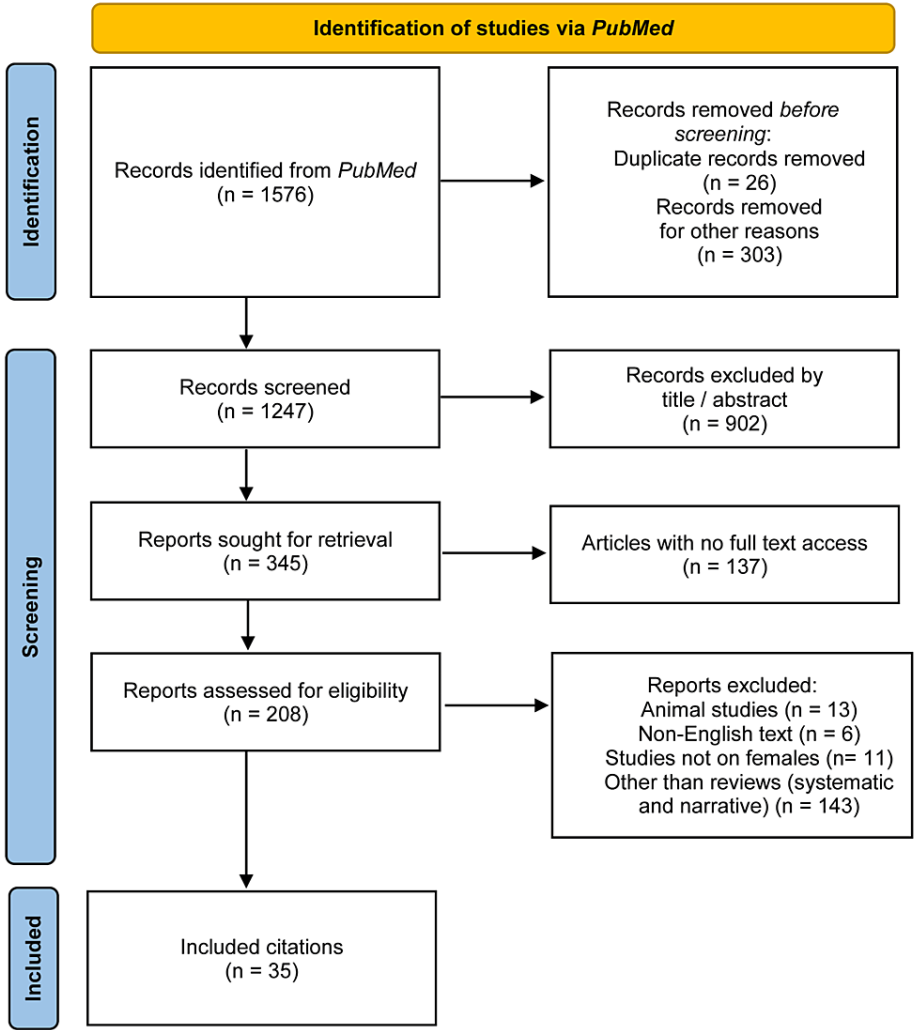 Identification of studies via PubMed
Identification
Records identified from PubMed
(n = 1576)
Records removed before
screening:
Duplicate records removed
(n = 26)
Records removed
for other reasons
(n = 303)
Screening
Records screened
(n = 1247)
Records excluded by
title / abstract
(n = 902)
Reports sought for retrieval
(n = 345)
Articles with no full text access
(n = 137)
Reports assessed for eligibility
(n = 208)
Reports excluded:
Animal studies (n = 13)
Non-English text (n = 6)
Studies not on females (n= 11)
Other than reviews (systematic
and narrative) (n = 143)
Included
Included citations
(n = 35)